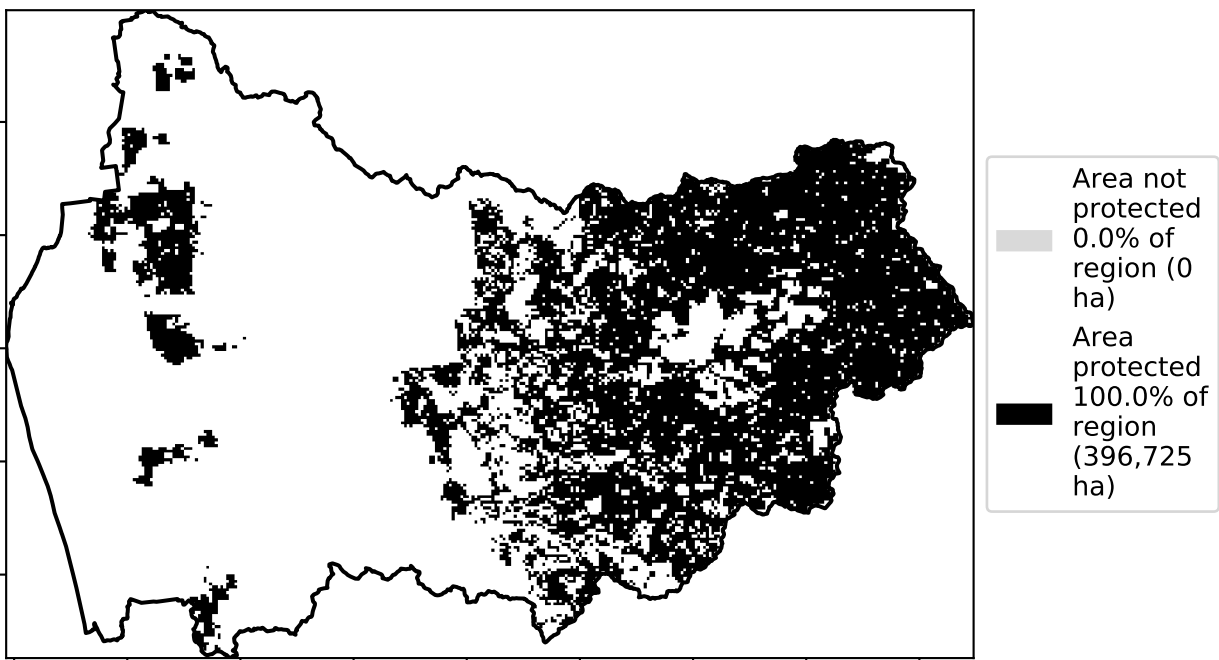 Area not
protected
0.0% of
region (0
ha)
Area
protected
100.0% of
region
(396,725
ha)